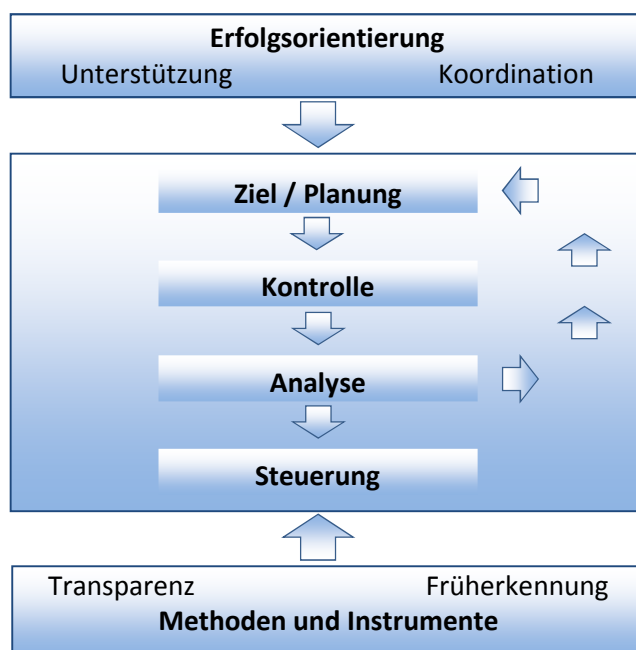 Erfolgsorientierung
Unterstützung Koordination
Ziel / Planung
Kontrolle
Analyse
Steuerung
Transparenz Früherkennung
Methoden und Instrumente